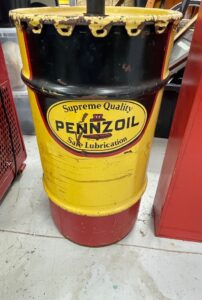 Supreme Quality
PENNZOIL
Safe Lubrication